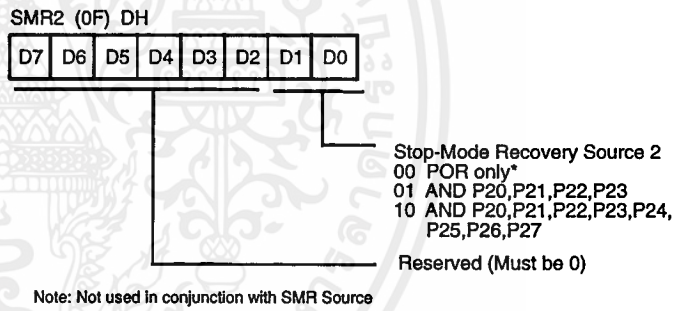 SMR2 (0F) DH
D7 D6 D5 D4 D3 D2 D1 D0
Stop-Mode Recovery Source 2
00 POR only*
01 AND P20,P21,P22,P23
10 AND P20,P21,P22,P23,P24,
P25,P26,P27
Reserved (Must be 0)
Note: Not used in conjunction with SMR Source